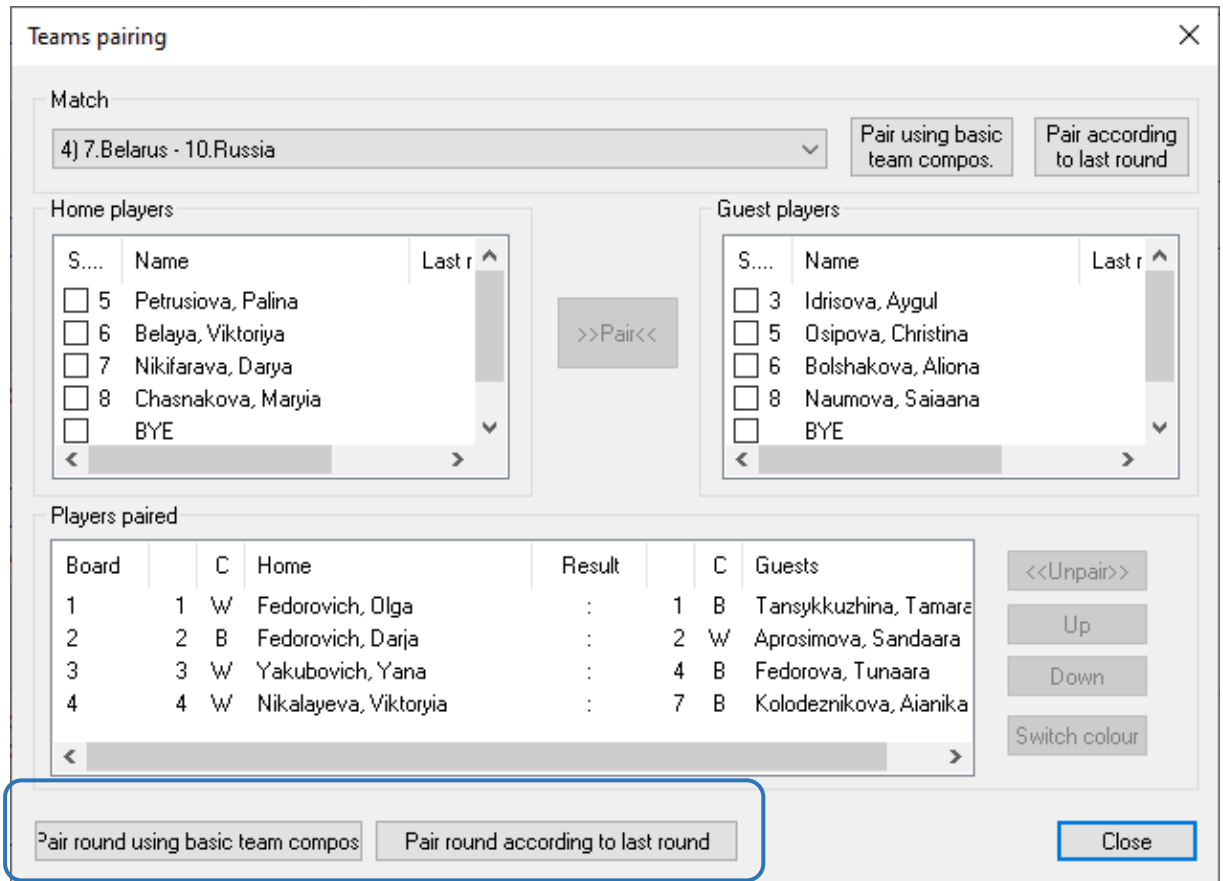 Teams pairing
Match
4) 7.Belarus - 10.Russia
Pair using basic
team compos.
Pair according
to last round
Home players
Guest players
S.... Name Last r
5 Petrusiova, Palina
6 Belaya, Viktoriya
7 Nikifarava, Darya
8 Chasnakova, Maryia
BYE
>>Pair<<
S.... Name Last r
3 Idrisova, Aygul
5 Osipova, Christina
6 Bolshakova, Aliona
8 Naumova, Saiaana
BYE
Players paired
Board C Home Result C Guests
1 1 W Fedorovich, Olga : 1 B Tansykkuzhina, Tamara
2 2 B Fedorovich, Darja : 2 W Aprosimova, Sandaara
3 3 W Yakubovich, Yana : 4 B Fedorova, Tunaara
4 4 W Nikalayeva, Viktoryia : 7 B Kolodeznikova, Aianika
<<Unpair>>
Up
Down
Switch colour
Pair round using basic team compos
Pair round according to last round
Close